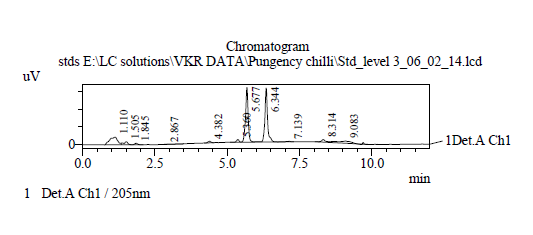 Chromatogram
stds E:\LC solutions\VKR DATA\Pungency chilli\Std_level 3_06_02_14.lcd
uV
1.110
1.505
1.845
2.867
4.382
5.677
6.344
7.139
8.314
9.083
0
1Det.A Ch1
0.0 2.5 5.0 7.5 10.0
min
1 Det.A Ch1 / 205nm